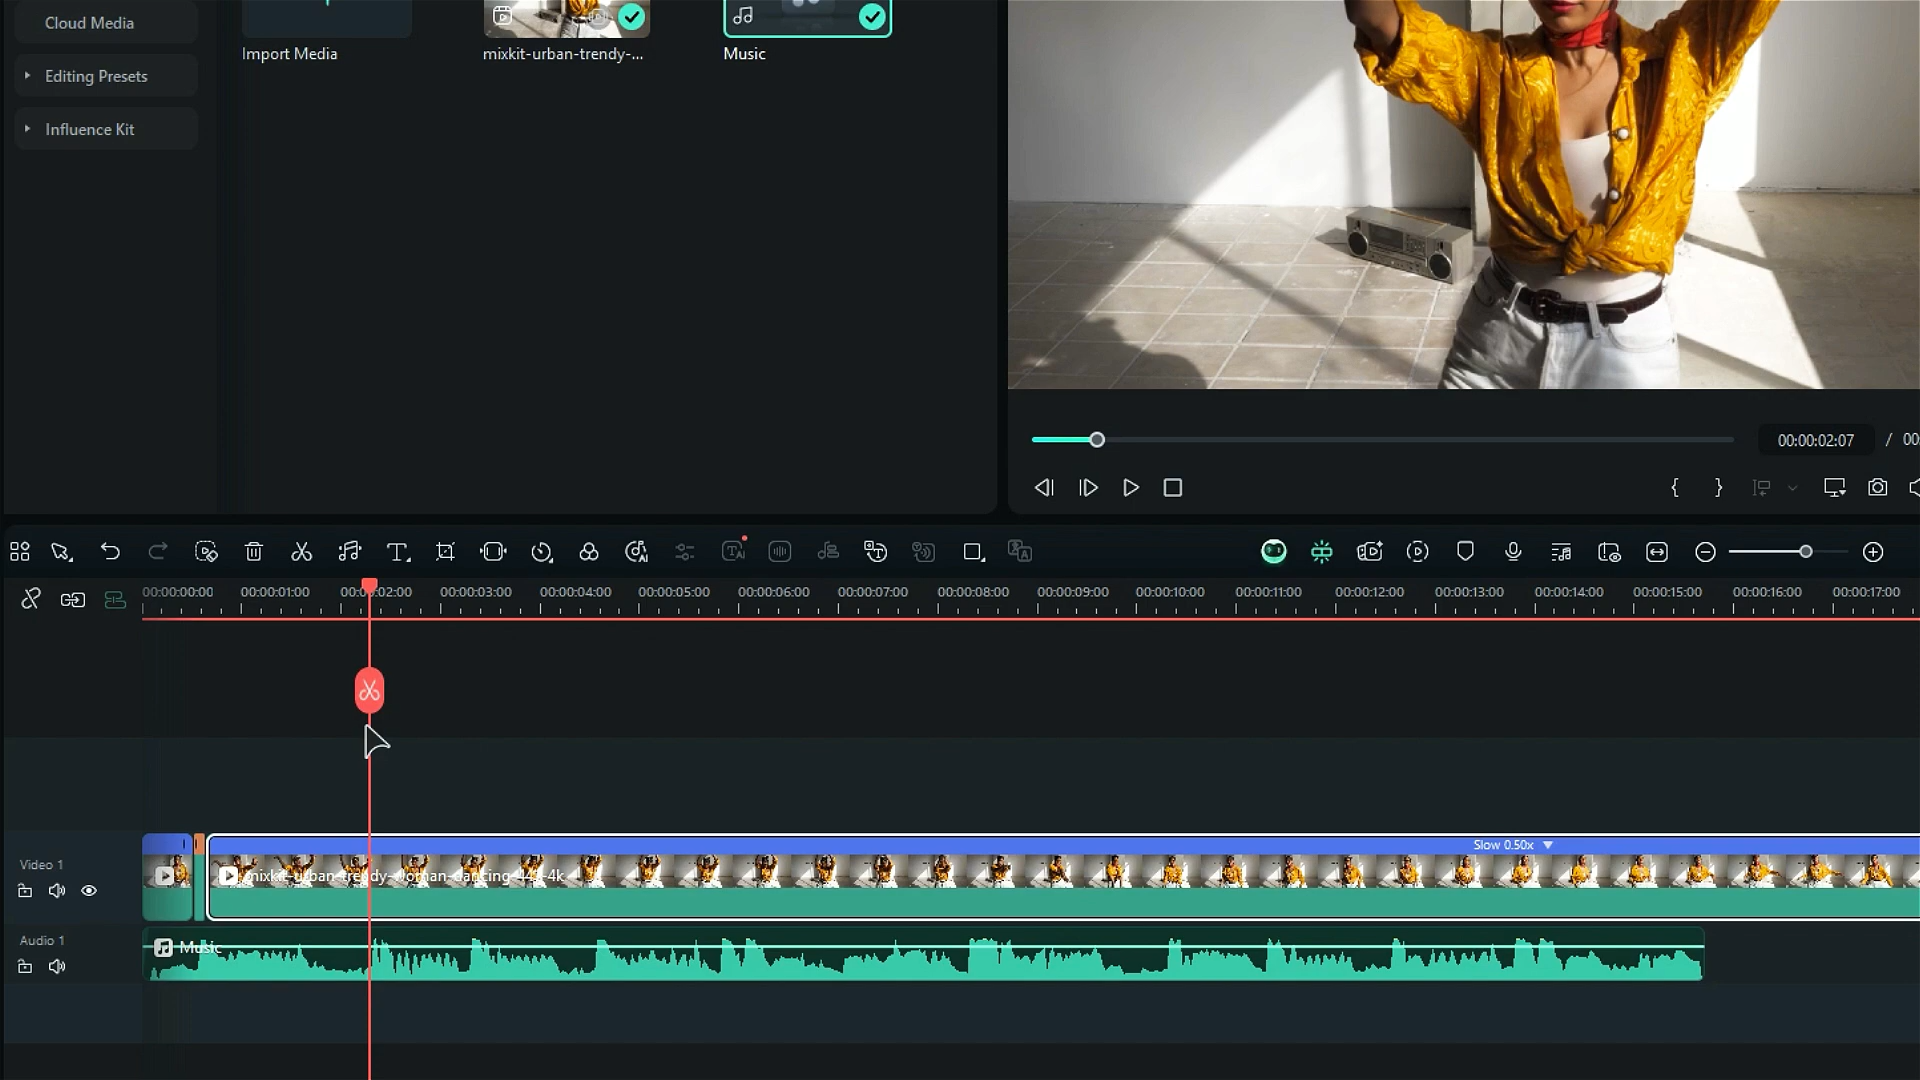 Cloud Media
Import Media
mixkit-urban-trendy-...
Music
Editing Presets
Influence Kit
00:00:02:07
/
00:
00:00:00:00
00:00:01:00
00:00:02:00
00:00:03:00
00:00:04:00
00:00:05:00
00:00:06:00
00:00:07:00
00:00:08:00
00:00:09:00
00:00:10:00
00:00:11:00
00:00:12:00
00:00:13:00
00:00:14:00
00:00:15:00
00:00:16:00
00:00:17:00
Slow 0.50x
Video 1
Audio 1
Music